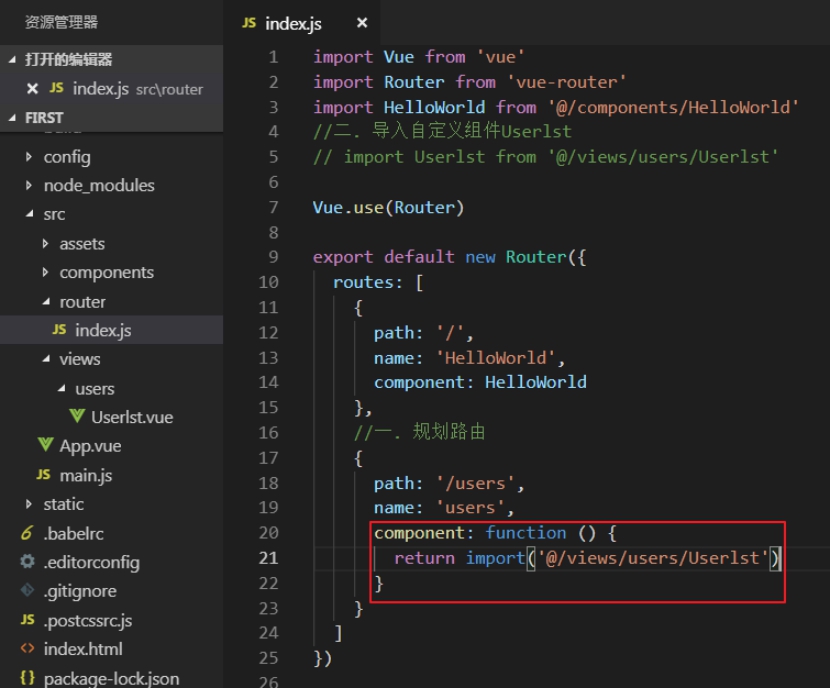 资源管理器
打开的编辑器
× JS index.js src\router
FIRST
config
node_modules
src
assets
components
router
JS index.js
views
users
Userlst.vue
App.vue
JS main.js
static
.babelrc
.editorconfig
.gitignore
JS .postcssrc.js
<> index.html
{} package-lock.json
JS index.js ×
1 import Vue from 'vue'
2 import Router from 'vue-router'
3 import HelloWorld from '@/components/HelloWorld'
4 //二. 导入自定义组件Userlst
5 // import Userlst from '@/views/users/Userlst'
6
7 Vue.use(Router)
8
9 export default new Router({
10 routes: [
11 {
12 path: '/',
13 name: 'HelloWorld',
14 component: HelloWorld
15 },
16 //一. 规划路由
17 {
18 path: '/users',
19 name: 'users',
20 component: function () {
21 return import('@/views/users/Userlst')
22 }
23 }
24 ]
25 })
26